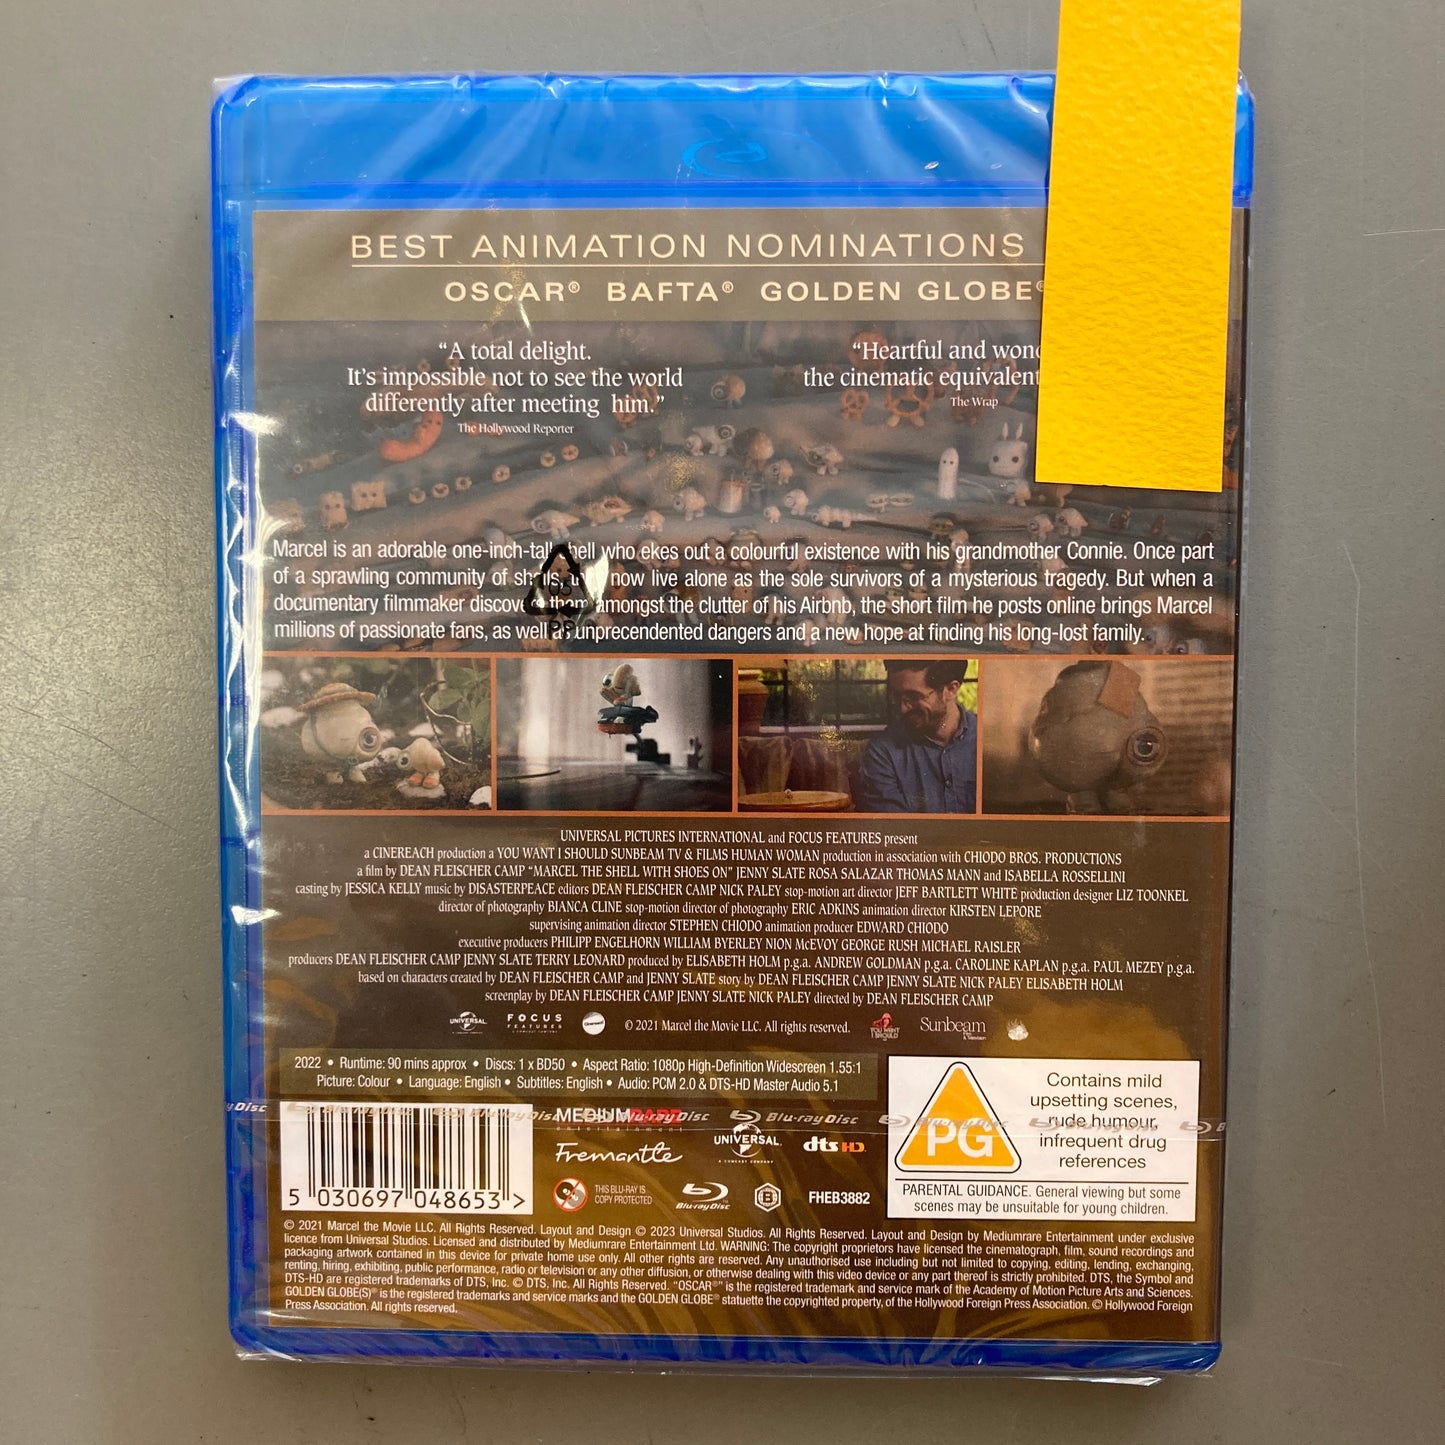 BEST ANIMATION NOMINATIONS
OSCAR® BAFTA® GOLDEN GLOBE®
“A total delight.
It's impossible not to see the world
differently after meeting him.”
The Hollywood Reporter
“Heartful and
the cinematic equivalent
The Wrap
Marcel is an adorable one-inch-tall shell who ekes out a colourful existence with his grandmother Connie. Once part
of a sprawling community of shells, they now live alone as the sole survivors of a mysterious tragedy. But when a
documentary filmmaker discovers them amongst the clutter of his Airbnb, the short film he posts online brings Marcel
millions of passionate fans, as well as unprecendented dangers and a new hope at finding his long-lost family.
05
PP
UNIVERSAL PICTURES INTERNATIONAL and FOCUS FEATURES present
a CINEREACH production a YOU WANT I SHOULD SUNBEAM TV & FILMS HUMAN WOMAN production in association with CHIODO BROS. PRODUCTIONS
a film by DEAN FLEISCHER CAMP “MARCEL THE SHELL WITH SHOES ON” JENNY SLATE ROSA SALAZAR THOMAS MANN and ISABELLA ROSSELLINI
casting by JESSICA KELLY music by DISASTERPEACE editors DEAN FLEISCHER CAMP NICK PALEY stop-motion art director JEFF BARTLETT WHITE production designer LIZ TOONKEL
director of photography BIANCA CLINE stop-motion director of photography ERIC ADKINS animation director KIRSTEN LEPORE
supervising animation director STEPHEN CHIODO animation producer EDWARD CHIODO
executive producers PHILIPP ENGELHORN WILLIAM BYERLEY NION McEVOY GEORGE RUSH MICHAEL RAISLER
producers DEAN FLEISCHER CAMP JENNY SLATE TERRY LEONARD produced by ELISABETH HOLM p.g.a. ANDREW GOLDMAN p.g.a. CAROLINE KAPLAN p.g.a. PAUL MEZEY p.g.a.
based on characters created by DEAN FLEISCHER CAMP and JENNY SLATE story by DEAN FLEISCHER CAMP JENNY SLATE NICK PALEY ELISABETH HOLM
screenplay by DEAN FLEISCHER CAMP JENNY SLATE NICK PALEY directed by DEAN FLEISCHER CAMP
UNIVERSAL FOCUS FEATURES Cinereach © 2021 Marcel the Movie LLC. All rights reserved. YOU WANT I SHOULD Sunbeam
2022 • Runtime: 90 mins approx • Discs: 1 x BD50 • Aspect Ratio: 1080p High-Definition Widescreen 1.55:1
Picture: Colour • Language: English • Subtitles: English • Audio: PCM 2.0 & DTS-HD Master Audio 5.1
Blu-ray Disc Blu-ray Disc Blu-ray Disc
MEDIUMRARE
entertainment
Fremantle
UNIVERSAL
A COMCAST COMPANY
dts HD
5 030697 048653 >
THIS BLU-RAY IS
COPY PROTECTED
Blu-ray Disc
B
FHEB3882
PG
Contains mild
upsetting scenes,
rude humour,
infrequent drug
references
PARENTAL GUIDANCE. General viewing but some
scenes may be unsuitable for young children.
© 2021 Marcel the Movie LLC. All Rights Reserved. Layout and Design © 2023 Universal Studios. All Rights Reserved. Layout and Design by Mediumrare Entertainment under exclusive
licence from Universal Studios. Licensed and distributed by Mediumrare Entertainment Ltd. WARNING: The copyright proprietors have licensed the cinematograph, film, sound recordings and
packaging artwork contained in this device for private home use only. All other rights are reserved. Any unauthorised use including but not limited to copying, editing, lending, exchanging,
renting, hiring, exhibiting, public performance, radio or television or any other diffusion, or otherwise dealing with this video device or any part thereof is strictly prohibited. DTS, the Symbol and
DTS-HD are registered trademarks of DTS, Inc. © DTS, Inc. All Rights Reserved. “OSCAR®” is the registered trademark and service mark of the Academy of Motion Picture Arts and Sciences.
GOLDEN GLOBE(S)® is the registered trademarks and service marks and the GOLDEN GLOBE® statuette the copyrighted property, of the Hollywood Foreign Press Association. © Hollywood Foreign
Press Association. All rights reserved.